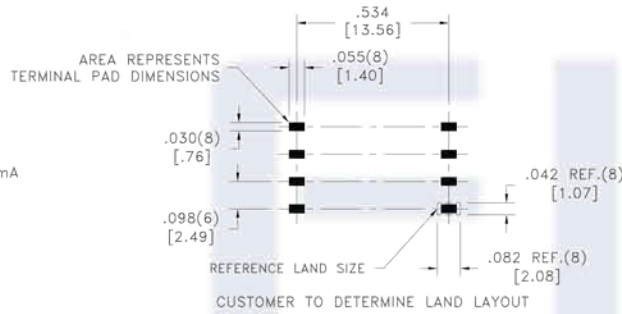 .534
[13.56]
AREA REPRESENTS
TERMINAL PAD DIMENSIONS
.055(8)
[1.40]
.030(8)
[.76]
mA
.042 REF.(8)
[1.07]
.098(6)
[2.49]
REFERENCE LAND SIZE
.082 REF.(8)
[2.08]
CUSTOMER TO DETERMINE LAND LAYOUT